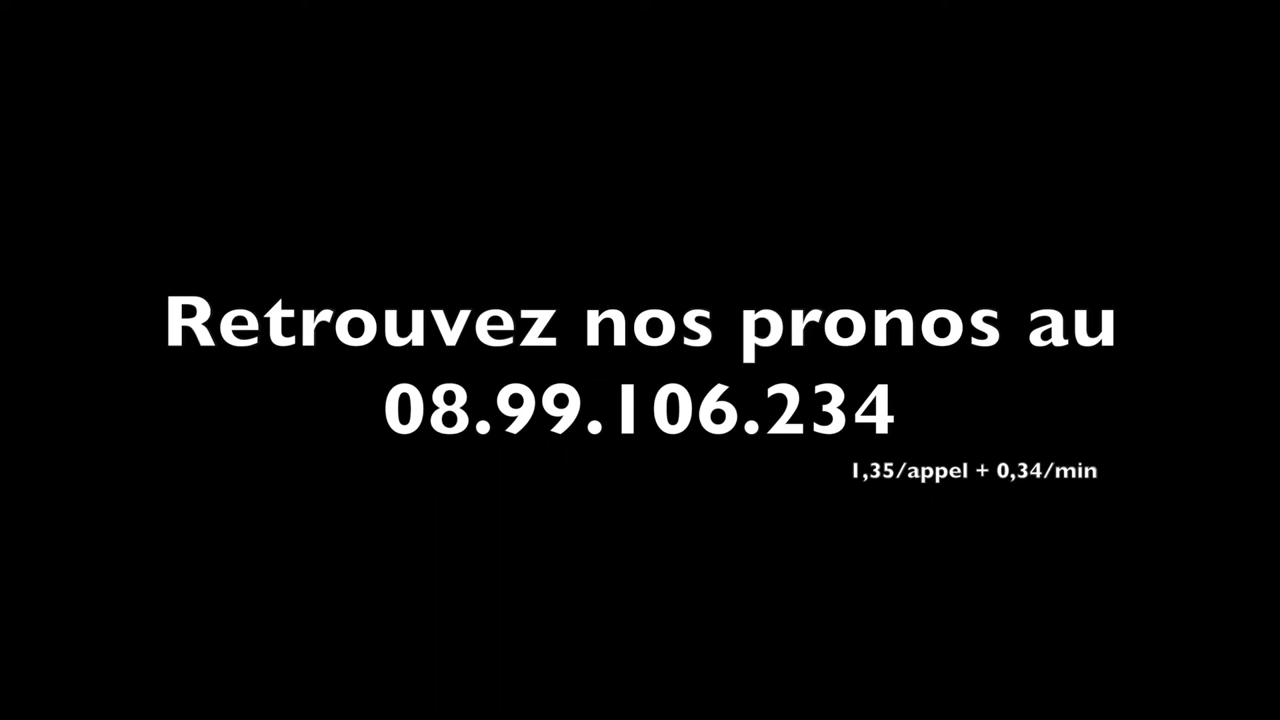 Retrouvez nos pronos au
08.99.106.234
1,35/appel + 0,34/min